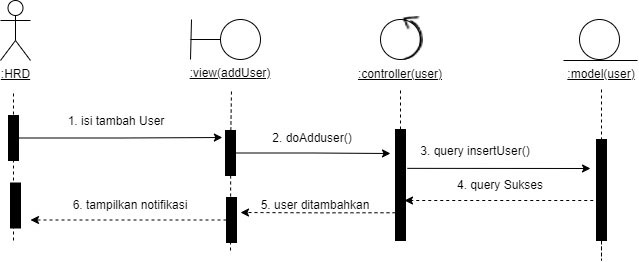 :HRD
:view(addUser)
:controller(user)
:model(user)
1. isi tambah User
2. doAdduser()
3. query insertUser()
4. query Sukses
5. user ditambahkan
6. tampilkan notifikasi